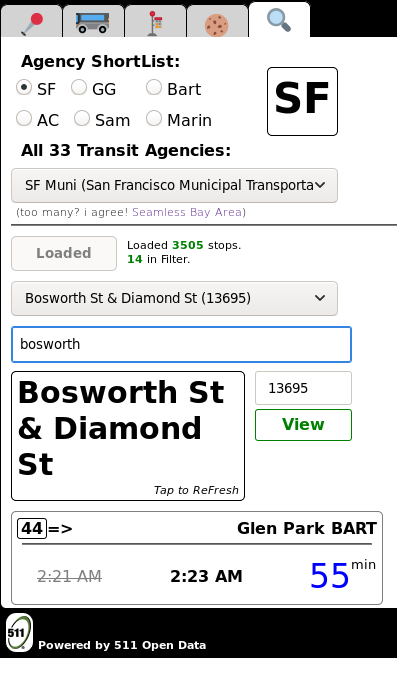 Agency ShortList:
SF GG Bart
SF
AC Sam Marin
All 33 Transit Agencies:
SF Muni (San Francisco Municipal Transporta
(too many? i agree! Seamless Bay Area)
Loaded
Loaded 3505 stops.
14 in Filter.
Bosworth St & Diamond St (13695)
bosworth
Bosworth St
& Diamond
St
Tap to ReFresh
13695
View
44=> Glen Park BART
2:21 AM 2:23 AM 55 min
511
Powered by 511 Open Data